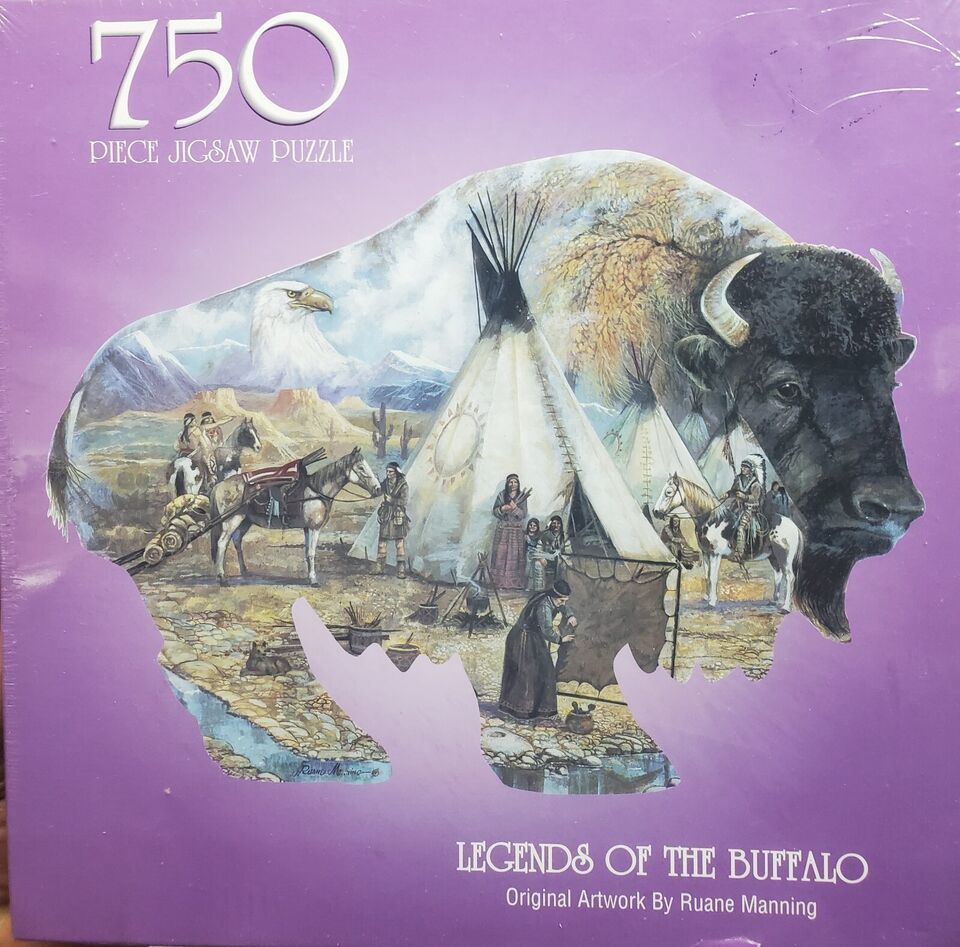 750
PIECE JIGSAW PUZZLE
LEGENDS OF THE BUFFALO
Original Artwork By Ruane Manning